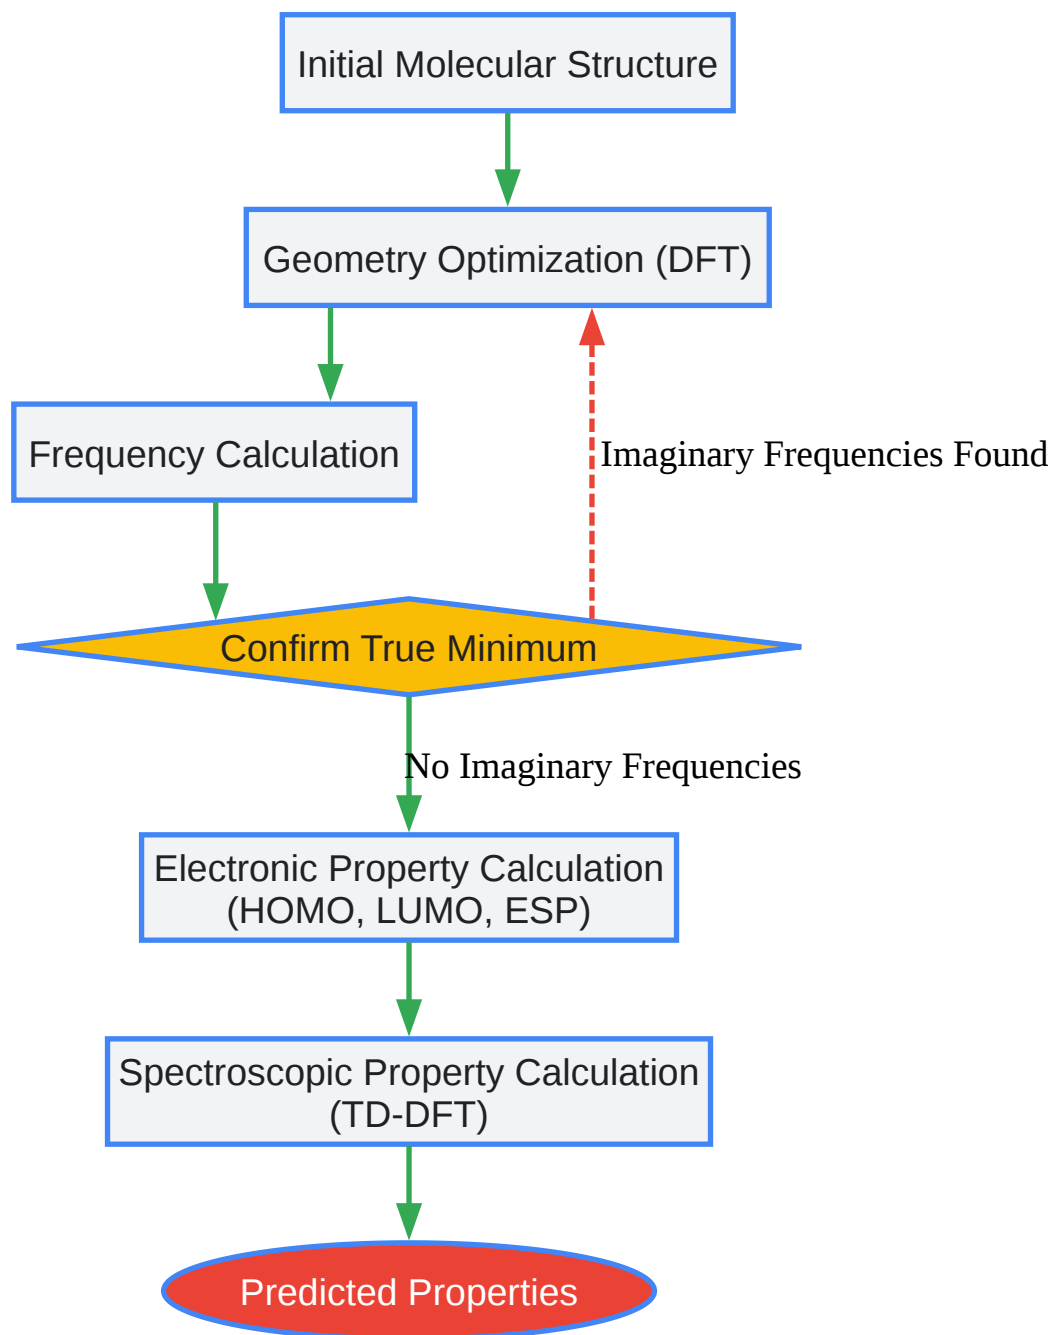 Initial Molecular Structure
Geometry Optimization (DFT)
Frequency Calculation
Imaginary Frequencies Found
Confirm True Minimum
No Imaginary Frequencies
Electronic Property Calculation
(HOMO, LUMO, ESP)
Spectroscopic Property Calculation
(TD-DFT)
Predicted Properties